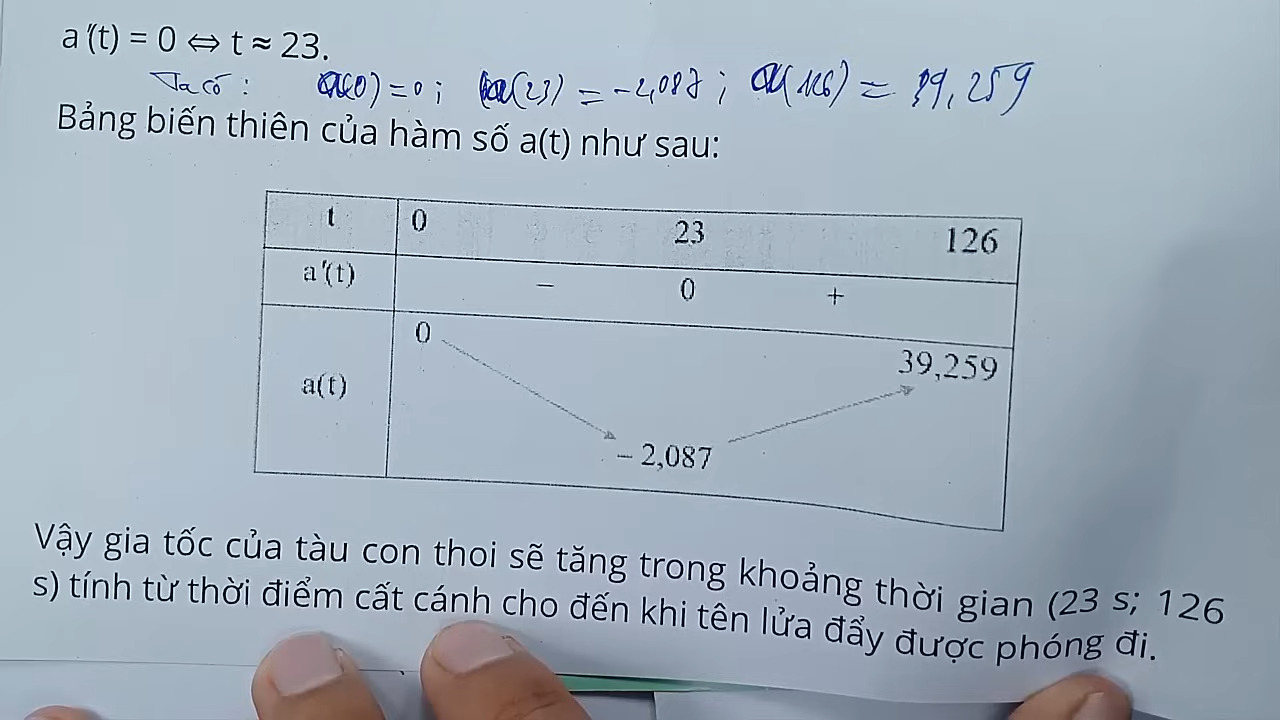 a'(t) = 0 ⇔ t ≈ 23.
Ta có: a(0) = 0; a(23) = -2,087; a(126) = 39,259
Bảng biến thiên của hàm số a(t) như sau:
t 0 23 126
a'(t) − 0 +
0
39,259
a(t)
− 2,087
Vậy gia tốc của tàu con thoi sẽ tăng trong khoảng thời gian (23 s; 126
s) tính từ thời điểm cất cánh cho đến khi tên lửa đẩy được phóng đi.